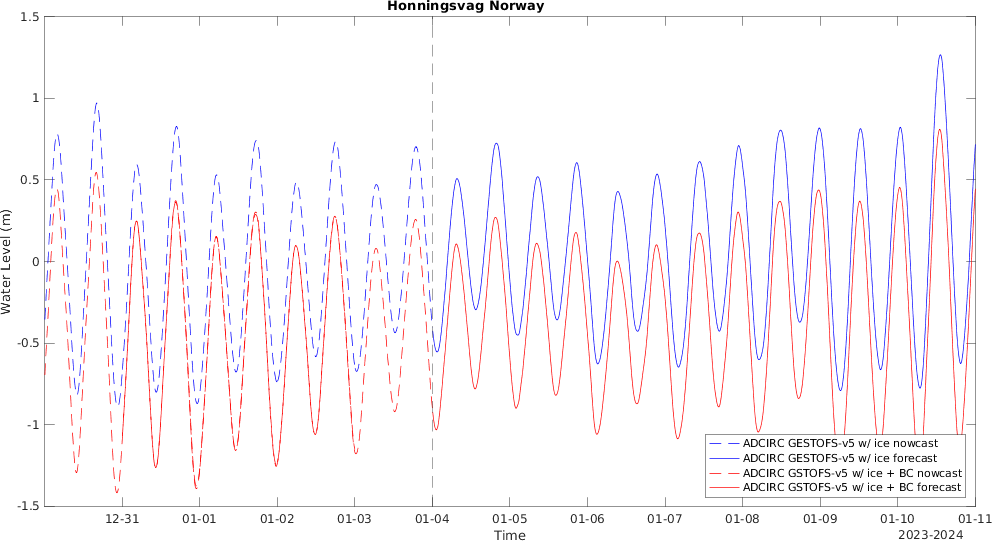 Honningsvag Norway
1.5
1
0.5
0
-0.5
-1
-1.5
Water Level (m)
12-31
01-01
01-02
01-03
01-04
01-05
01-06
01-07
01-08
01-09
01-10
01-11
Time
2023-2024
ADCIRC GESTOFS-v5 w/ ice nowcast
ADCIRC GESTOFS-v5 w/ ice forecast
ADCIRC GSTOFS-v5 w/ ice + BC nowcast
ADCIRC GSTOFS-v5 w/ ice + BC forecast